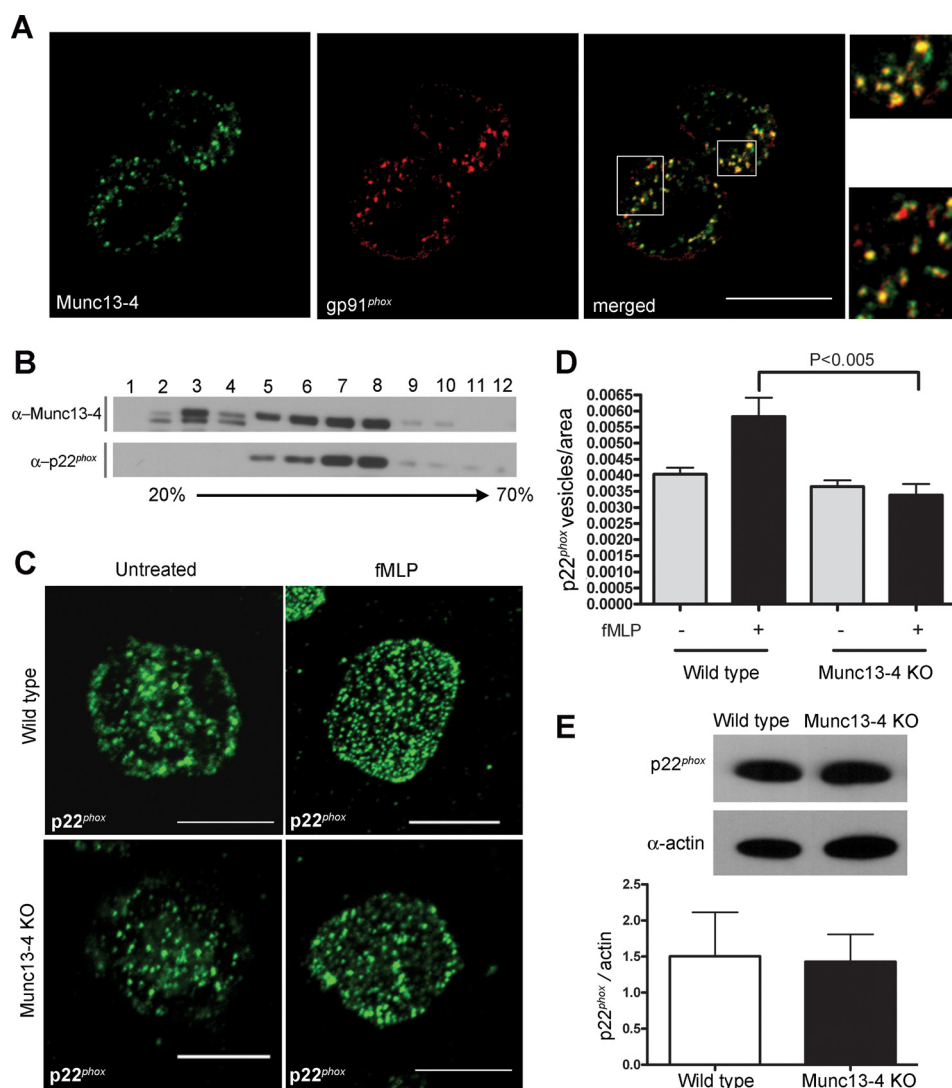 A
Munc13-4
gp91phox
merged
B
1 2 3 4 5 6 7 8 9 10 11 12
α–Munc13-4
α–p22phox
20% 70%
C
Untreated fMLP
Wild type
p22phox
p22phox
Munc13-4 KO
p22phox
p22phox
D
P<0.005
p22phox vesicles/area
0.0065
0.0060
0.0055
0.0050
0.0045
0.0040
0.0035
0.0030
0.0025
0.0020
0.0015
0.0010
0.0005
0.0000
fMLP - + - +
Wild type Munc13-4 KO
E
Wild type Munc13-4 KO
p22phox
α-actin
p22phox / actin
2.5
2.0
1.5
1.0
0.5
0.0
Wild type Munc13-4 KO